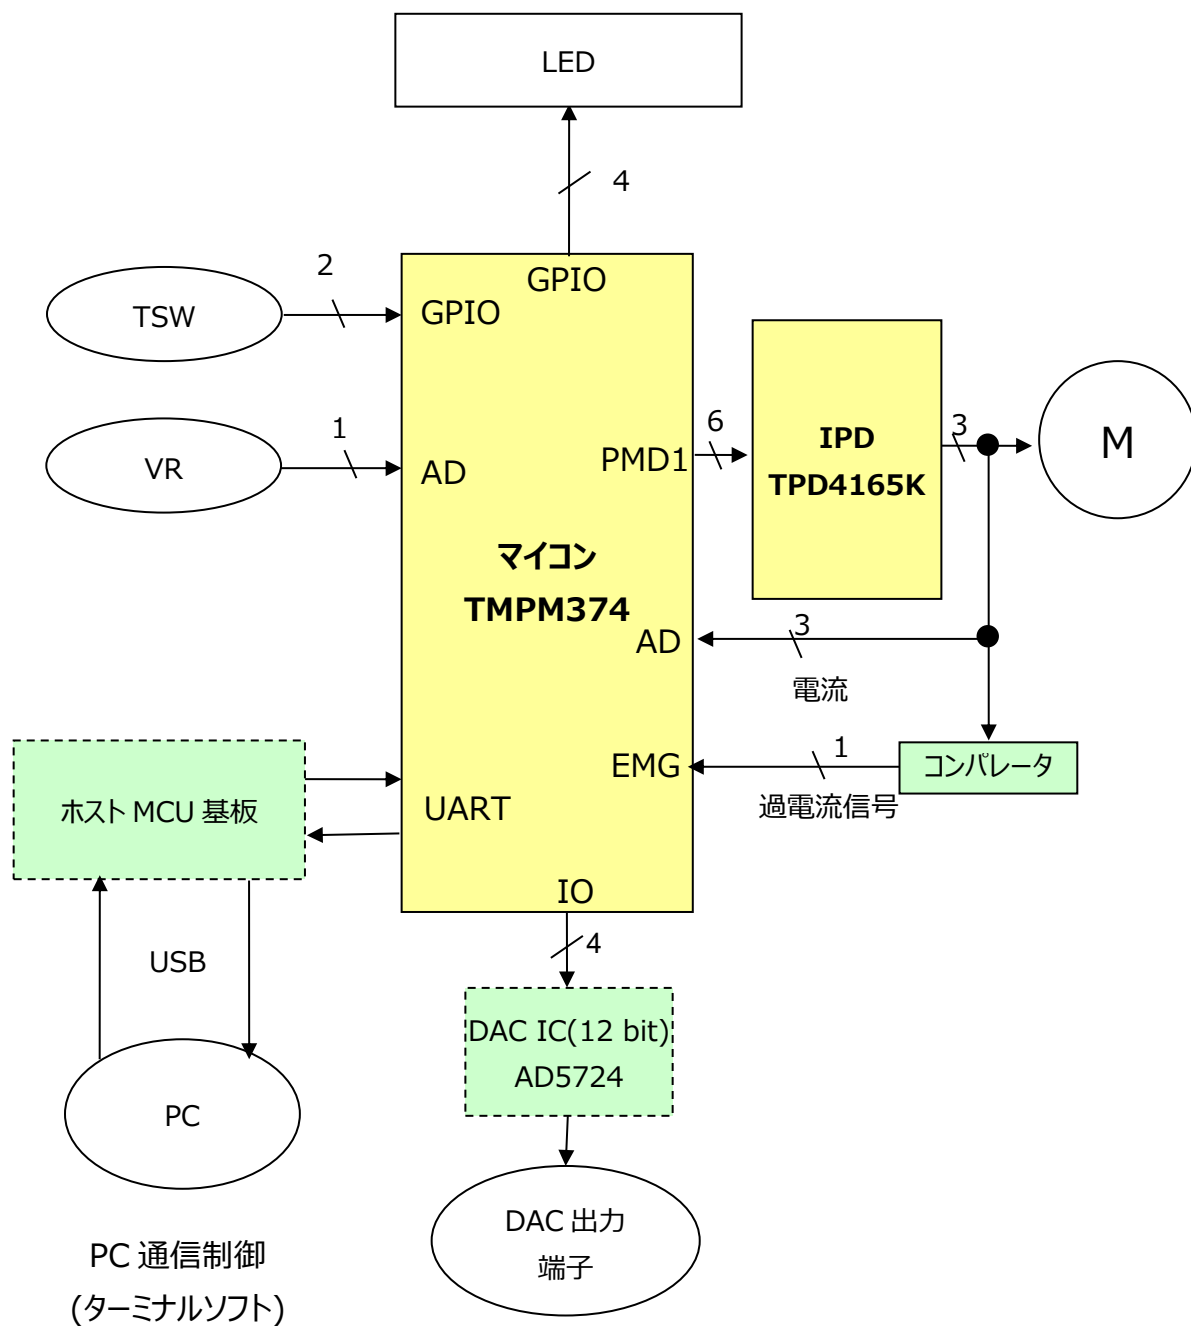 LED
4
2
GPIO
TSW
GPIO
1
VR
AD
6
PMD1
IPD
TPD4165K
3
M
マイコン
TMPM374
3
AD
電流
1
EMG
コンパレータ
過電流信号
ホスト MCU 基板
UART
IO
4
USB
DAC IC(12 bit)
AD5724
PC
DAC 出力
端子
PC 通信制御
(ターミナルソフト)